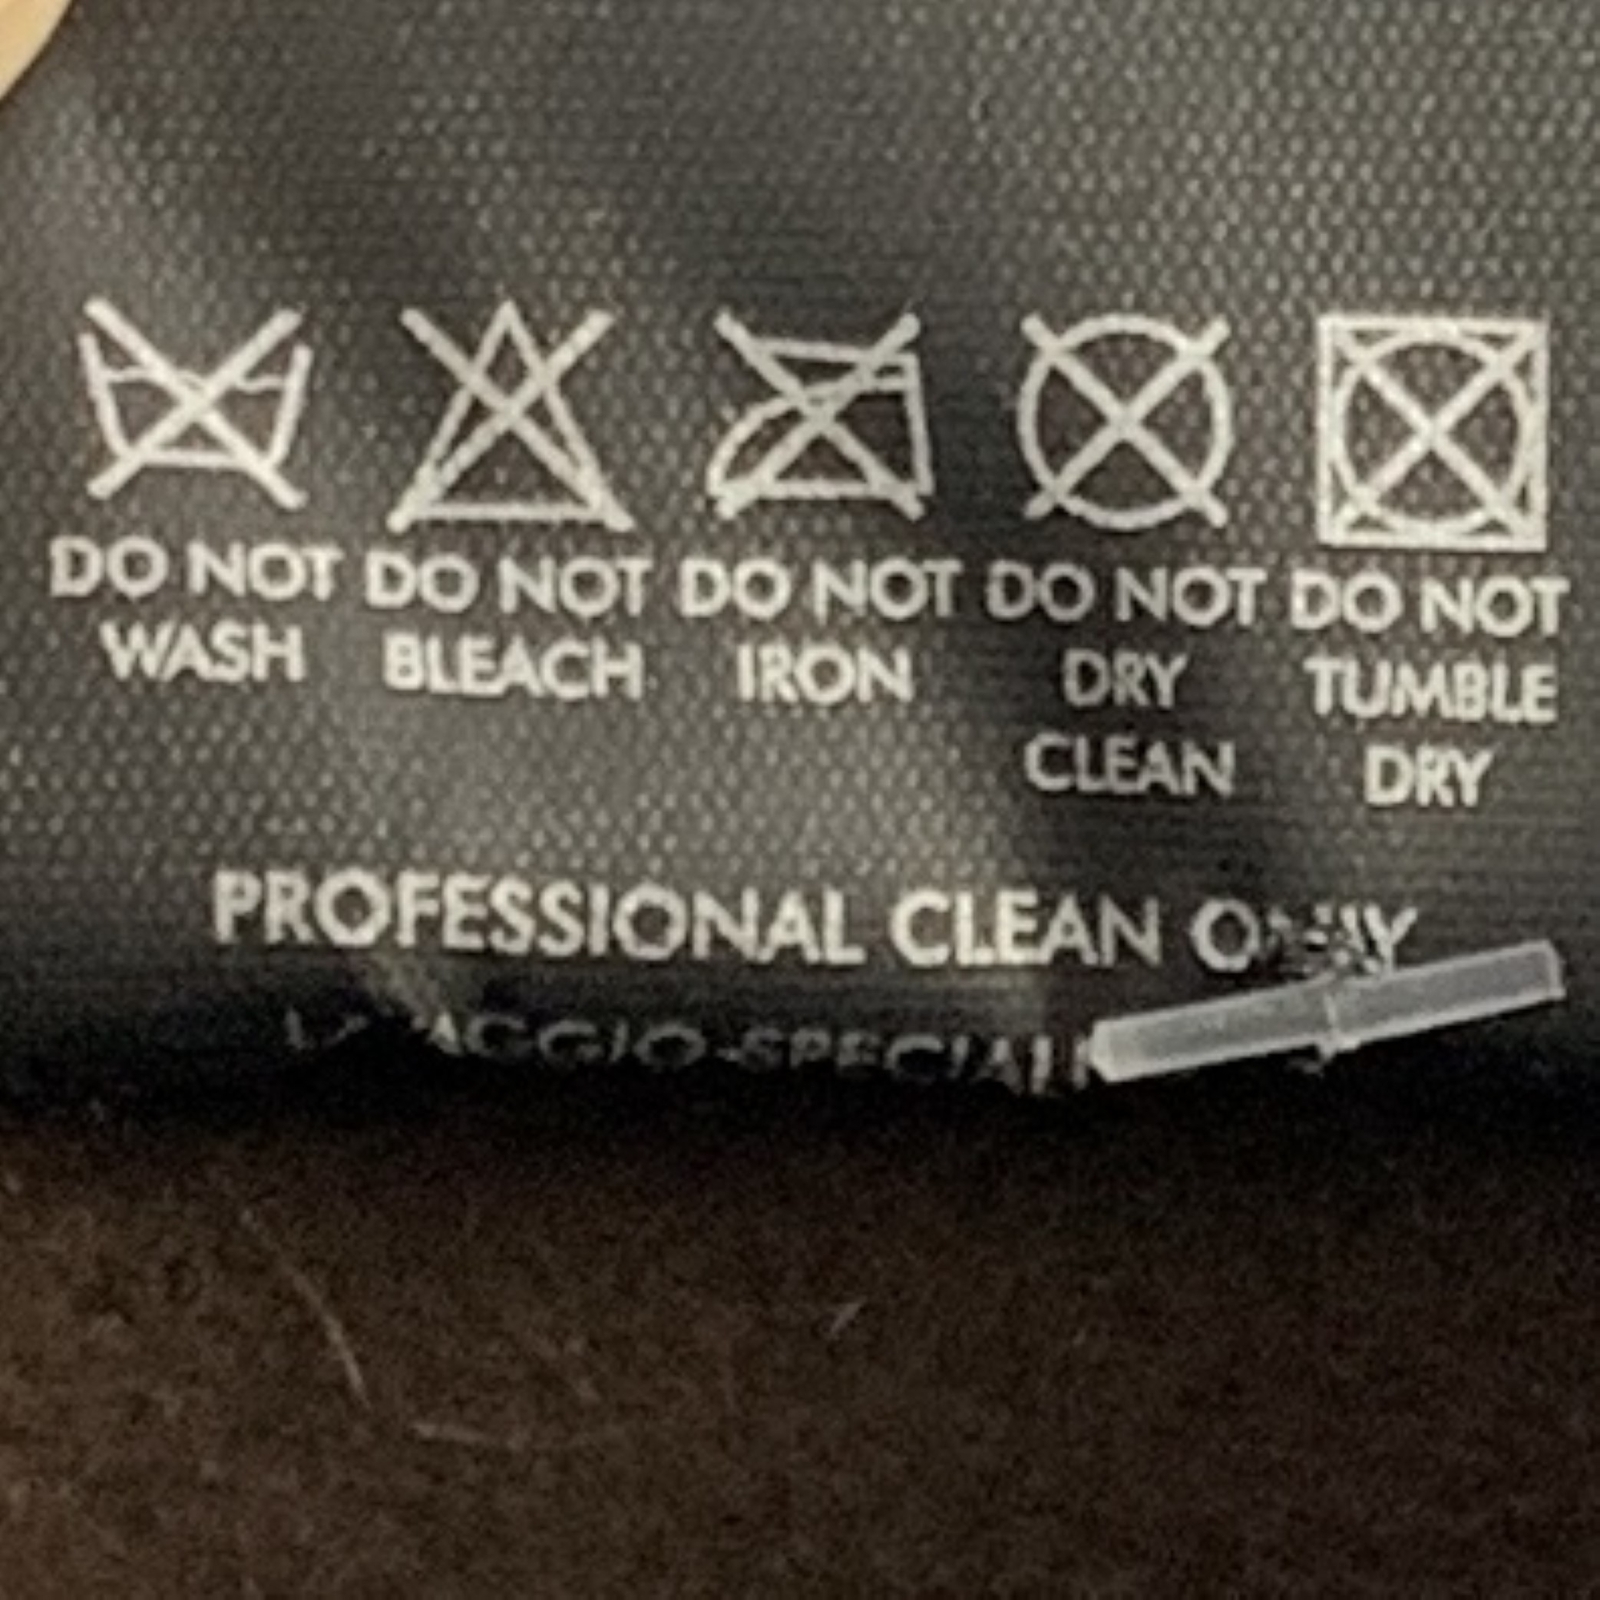 DO NOT WASH
DO NOT BLEACH
DO NOT IRON
DO NOT DRY CLEAN
DO NOT TUMBLE DRY
PROFESSIONAL CLEAN ONLY